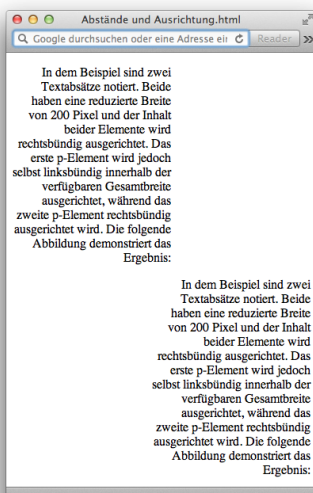 Abstände und Ausrichtung.html
Google durchsuchen oder eine Adresse eir
Reader
In dem Beispiel sind zwei
Textabsätze notiert. Beide
haben eine reduzierte Breite
von 200 Pixel und der Inhalt
beider Elemente wird
rechtsbündig ausgerichtet. Das
erste p-Element wird jedoch
selbst linksbündig innerhalb der
verfügbaren Gesamtbreite
ausgerichtet, während das
zweite p-Element rechtsbündig
ausgerichtet wird. Die folgende
Abbildung demonstriert das
Ergebnis:
In dem Beispiel sind zwei
Textabsätze notiert. Beide
haben eine reduzierte Breite
von 200 Pixel und der Inhalt
beider Elemente wird
rechtsbündig ausgerichtet. Das
erste p-Element wird jedoch
selbst linksbündig innerhalb der
verfügbaren Gesamtbreite
ausgerichtet, während das
zweite p-Element rechtsbündig
ausgerichtet wird. Die folgende
Abbildung demonstriert das
Ergebnis: